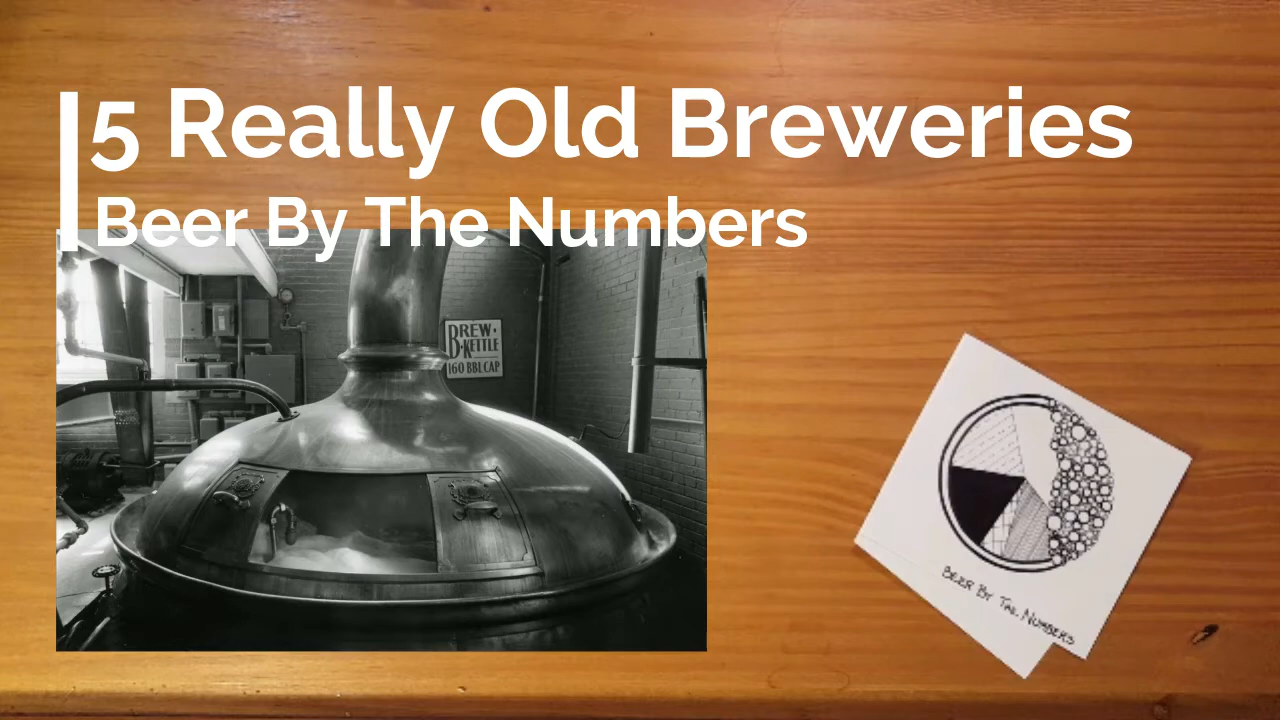 5 Really Old Breweries
Beer By The Numbers
BREW·
KETTLE
160 BBL.CAP
BEER BY THE NUMBERS